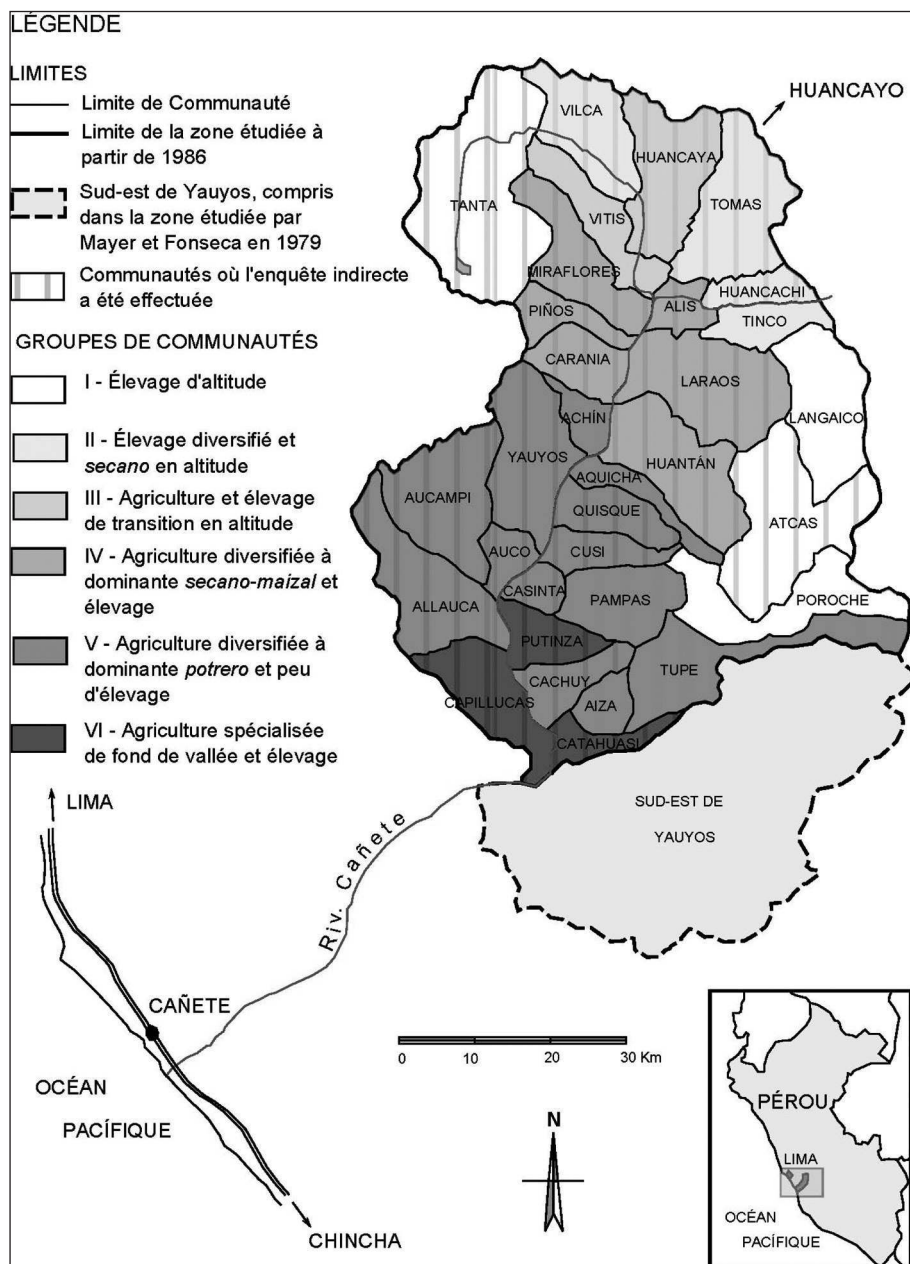 LÉGENDE
LIMITES
Limite de Communauté
Limite de la zone étudiée à
partir de 1986
Sud-est de Yauyos, compris
dans la zone étudiée par
Mayer et Fonseca en 1979
Communautés où l'enquête indirecte
a été effectuée
GROUPES DE COMMUNAUTÉS
I - Élevage d'altitude
II - Élevage diversifié et
secano en altitude
III - Agriculture et élevage
de transition en altitude
IV - Agriculture diversifiée à
dominante secano-maizal et
élevage
V - Agriculture diversifiée à
dominante potrero et peu
d'élevage
VI - Agriculture spécialisée
de fond de vallée et élevage
HUANCAYO
VILCA
HUANCAYA
TANTA
TOMAS
VITIS
MIRAFLORES
HUANCACHI
PIÑOS
ALIS
TINCO
CARANIA
LARAOS
LANGAICO
ACHÍN
YAUYOS
HUANTÁN
AQUICHA
AUCAMPI
QUISQUE
ATCAS
AUCO
CUSI
CASINTA
PAMPAS
POROCHE
ALLAUCA
PUTINZA
TUPE
CACHUY
CAPILLUCAS
AIZA
CATAHUASI
SUD-EST DE
YAUYOS
LIMA
Riv. Cañete
CAÑETE
OCÉAN
PACÍFIQUE
CHINCHA
0 10 20 30 Km
N
PÉROU
LIMA
OCÉAN
PACÍFIQUE